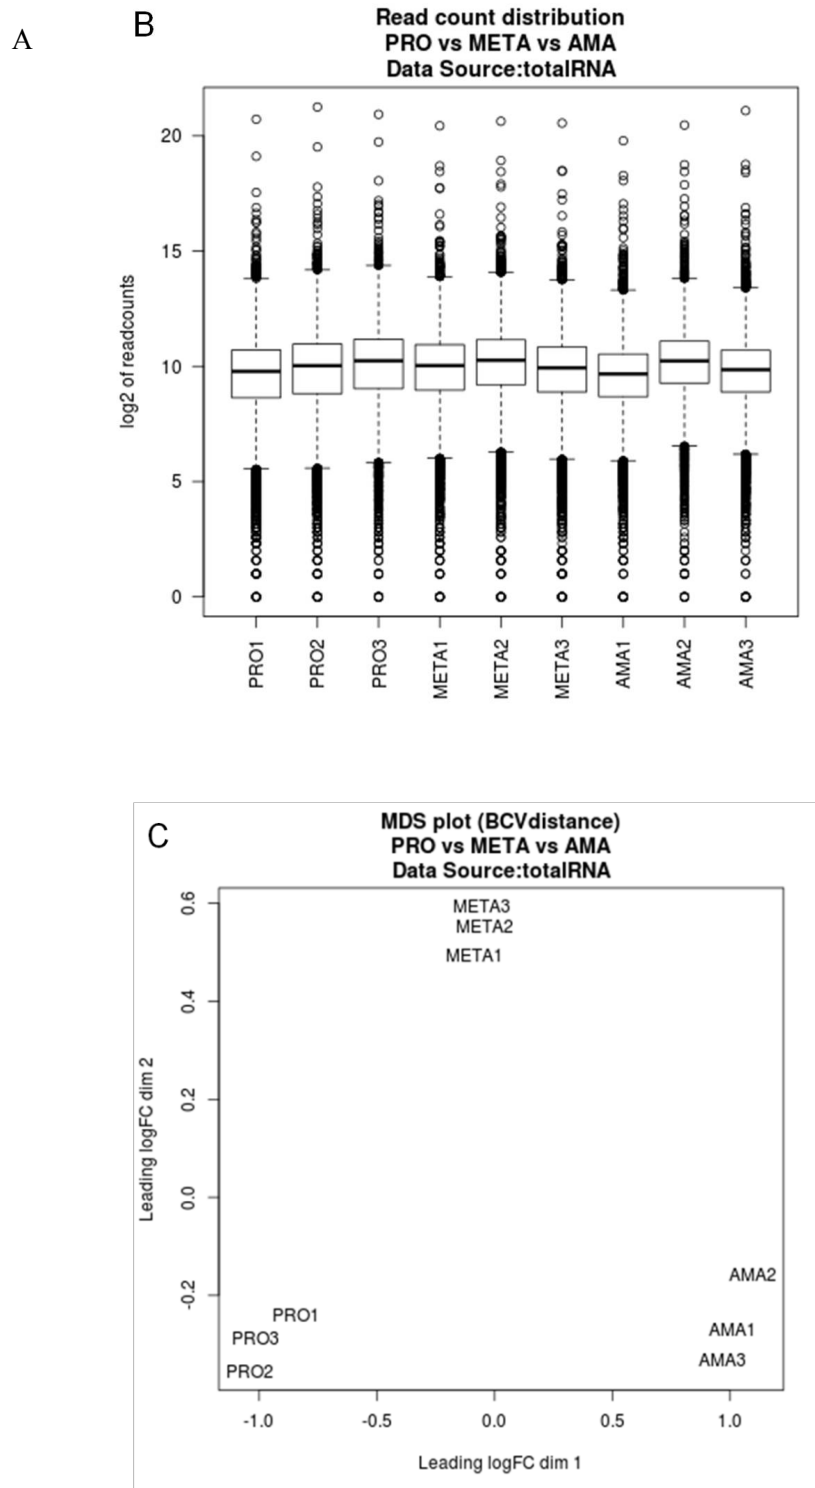 A
B
Read count distribution
PRO vs META vs AMA
Data Source:totalRNA
log2 of readcounts
20
15
10
5
0
PRO1
PRO2
PRO3
META1
META2
META3
AMA1
AMA2
AMA3
C
MDS plot (BCVdistance)
PRO vs META vs AMA
Data Source:totalRNA
Leading logFC dim 2
0.6
0.4
0.2
0.0
-0.2
META3
META2
META1
AMA2
PRO1
AMA1
PRO3
AMA3
PRO2
-1.0
-0.5
0.0
0.5
1.0
Leading logFC dim 1